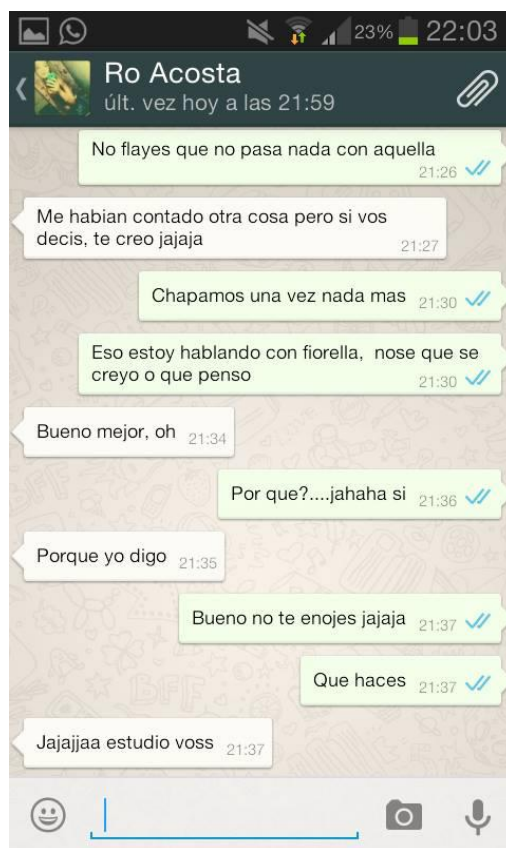 23% 22:03
Ro Acosta
últ. vez hoy a las 21:59
No flayes que no pasa nada con aquella
21:26
Me habian contado otra cosa pero si vos
decis, te creo jajaja
21:27
Chapamos una vez nada mas 21:30
Eso estoy hablando con fiorella, nose que se
creyo o que penso
21:30
Bueno mejor, oh 21:34
Por que?....jahaha si 21:36
Porque yo digo 21:35
Bueno no te enojes jajaja 21:37
Que haces 21:37
Jajajjaa estudio voss 21:37